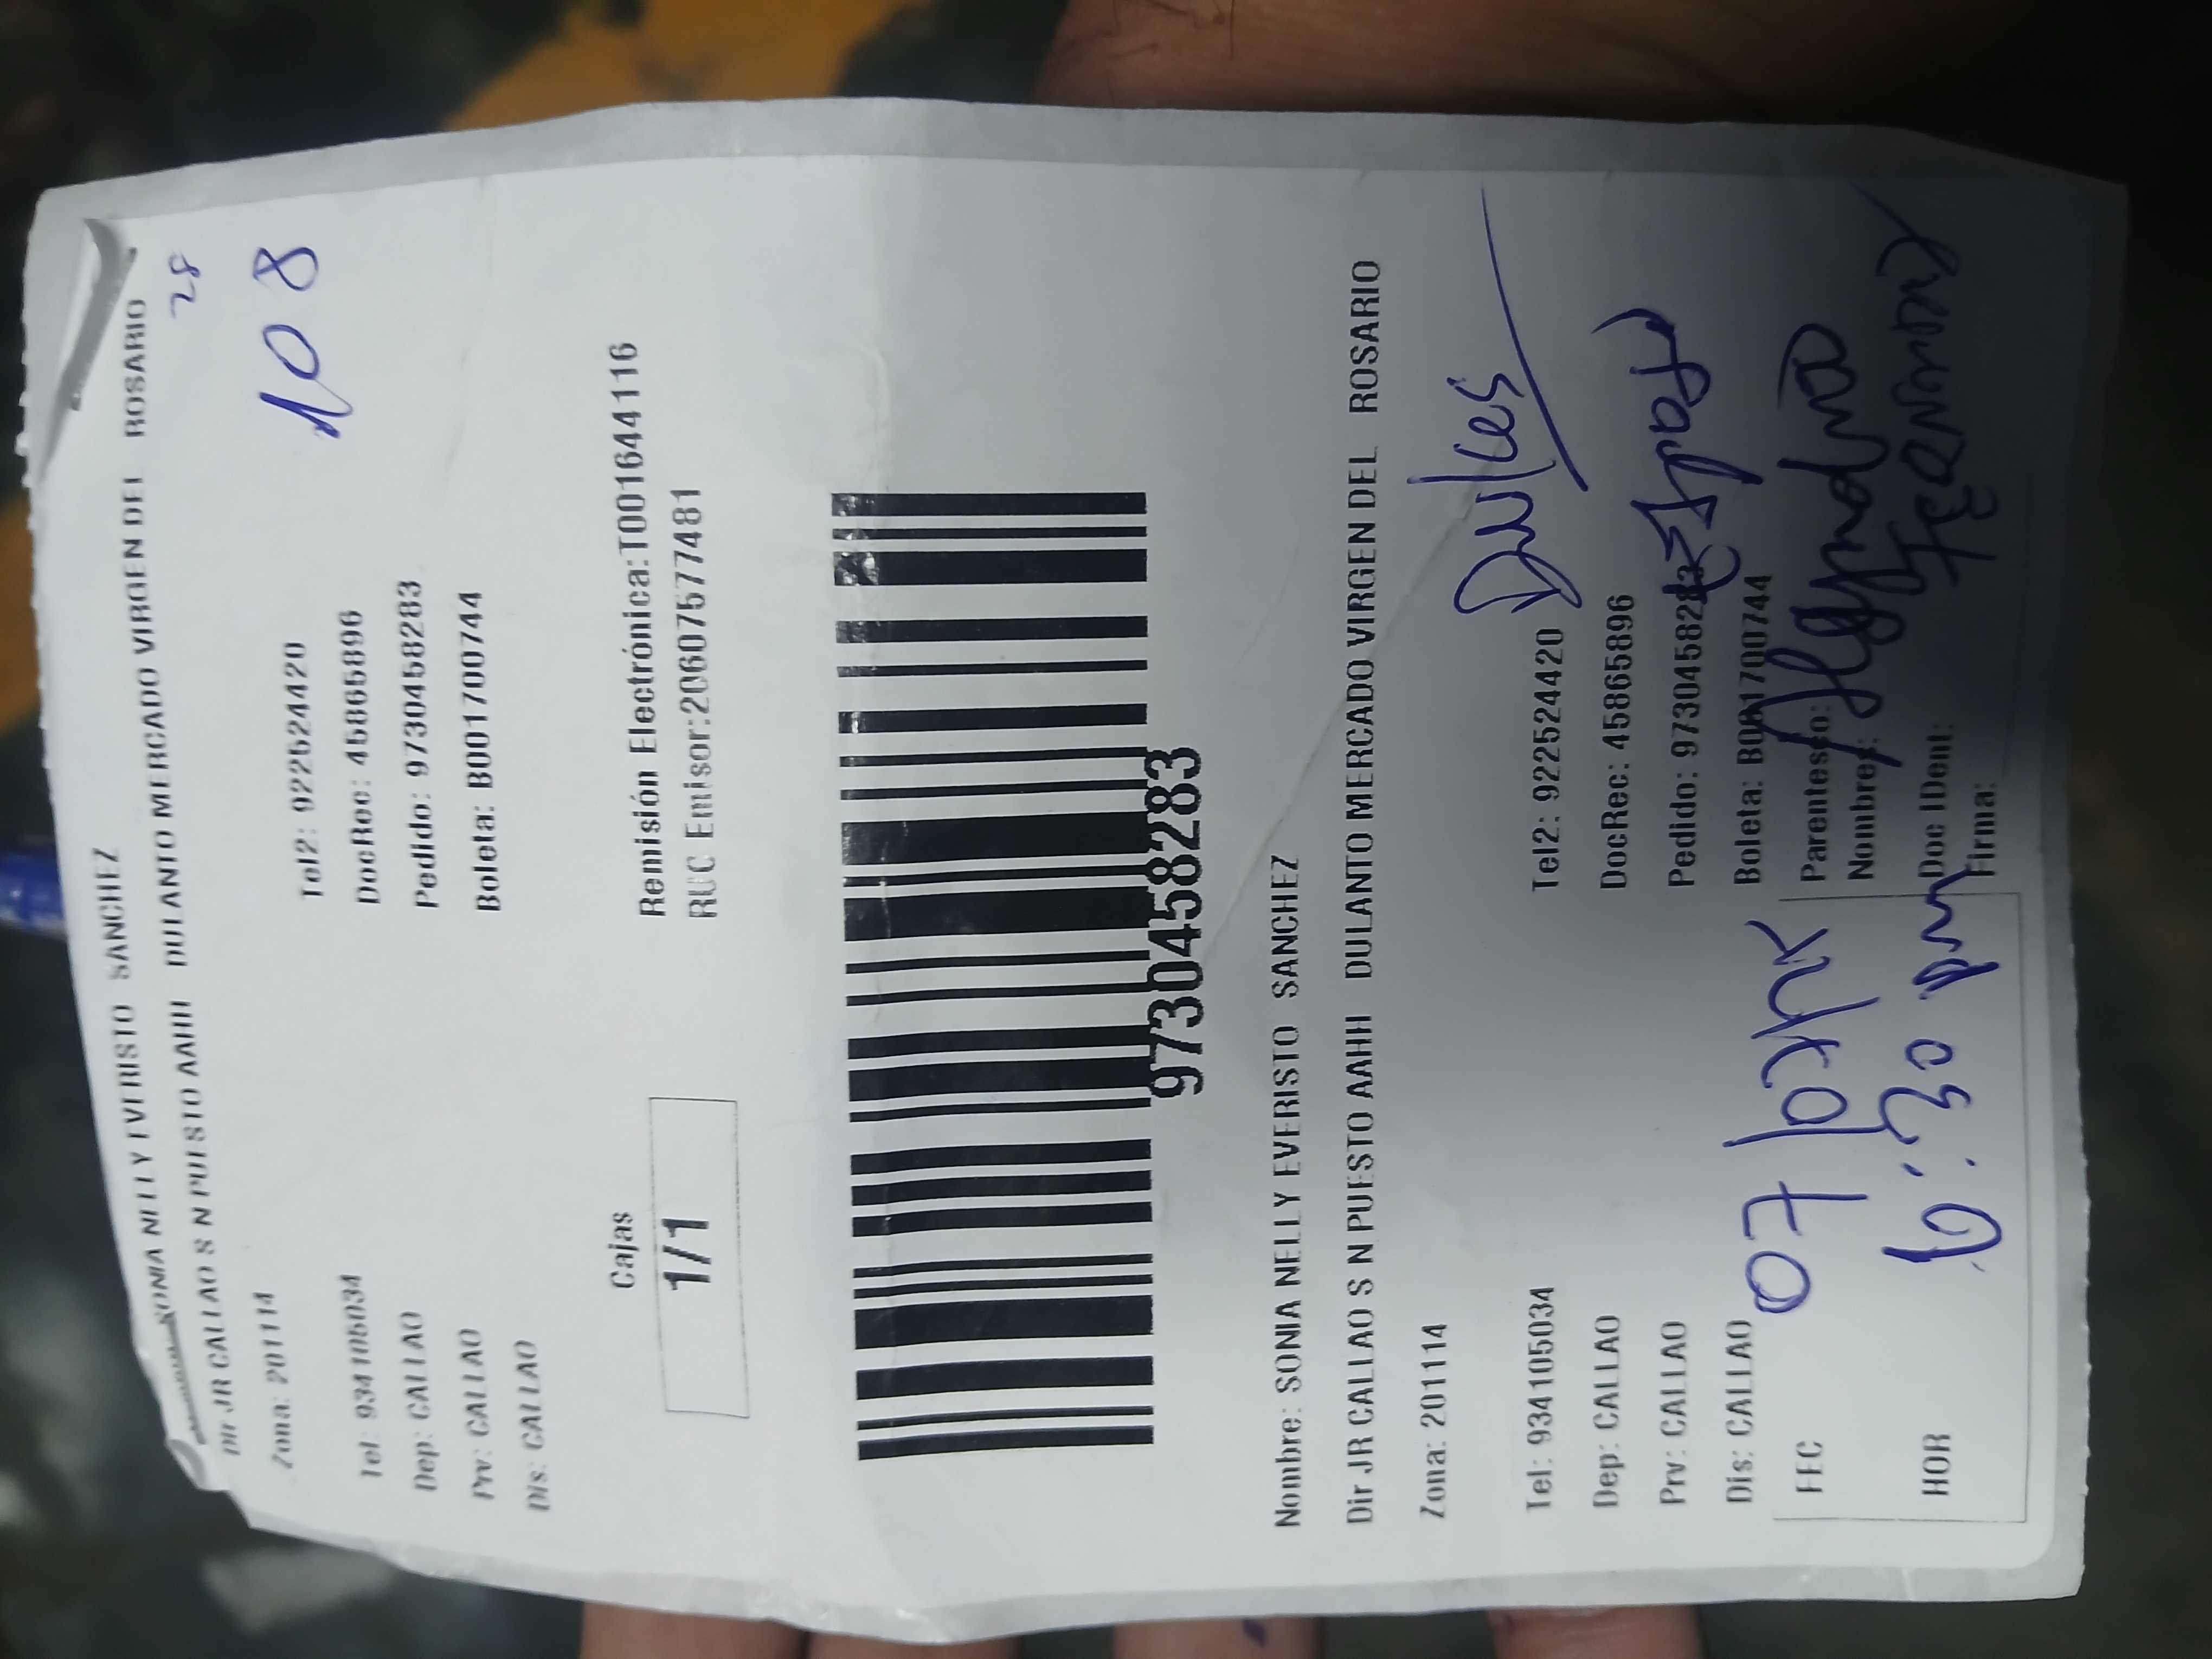 SONIA NELLY EVERISTO SANCHEZ
Dir JR CALLAO S N PUESTO AAHH DULANTO MERCADO VIRGEN DEL ROSARIO
28
Zona: 201114
108
Tel: 934105034 Tel2: 922524420
Dep: CALLAO DocRec: 45865896
Prv: CALLAO Pedido: 9730458283
Dis: CALLAO Boleta: B001700744
Cajas Remisión Electrónica:T001644116
1/1 RUC Emisor:20607577481
9730458283
Nombre: SONIA NELLY EVERISTO SANCHEZ
Dir JR CALLAO S N PUESTO AAHH DULANTO MERCADO VIRGEN DEL ROSARIO
Zona: 201114
Dulces
Tel: 934105034 Tel2: 922524420
Dep: CALLAO DocRec: 45865896
Prv: CALLAO Pedido: 9730458283
Dis: CALLAO Boleta: B001700744
FEC 07 Parentesco:
Nombre:
HOR 6:30 pm Doc IDent:
Firma: